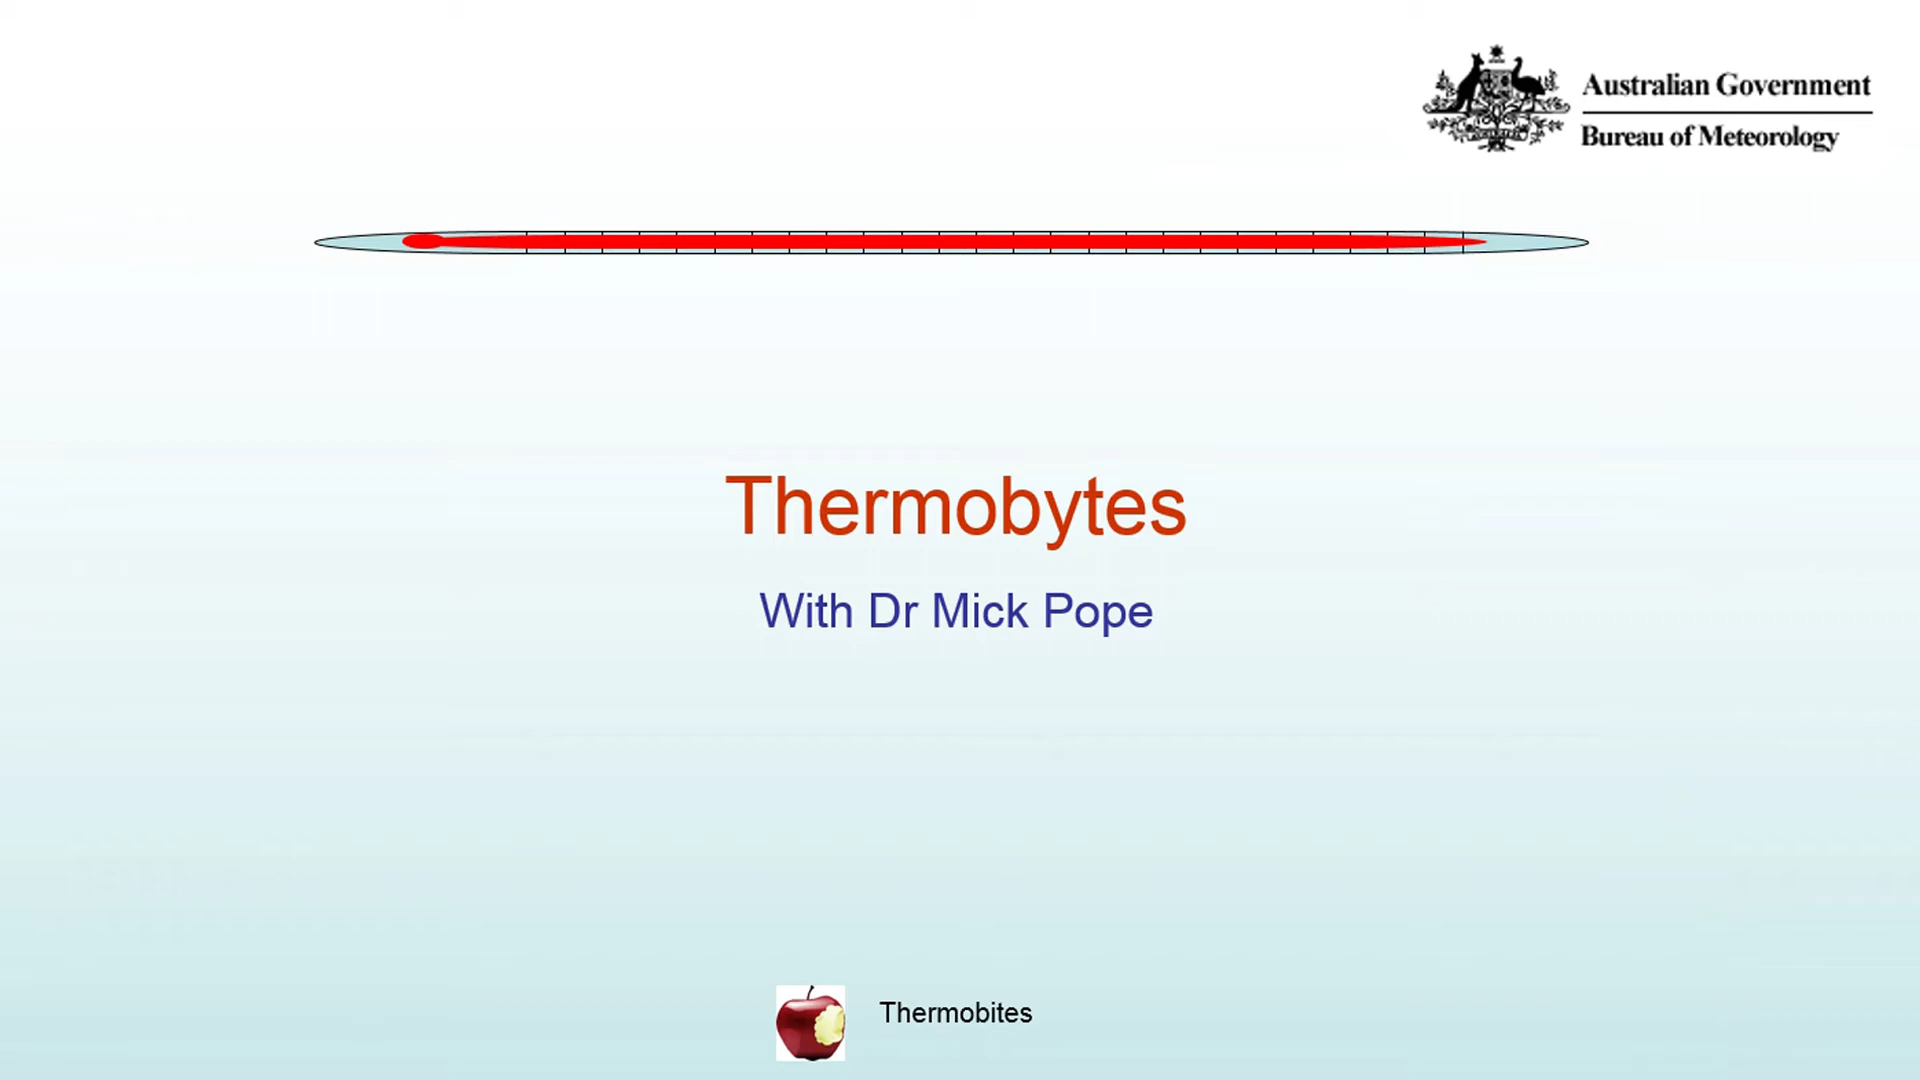 Australian Government
Bureau of Meteorology
Thermobytes
With Dr Mick Pope
Thermobites